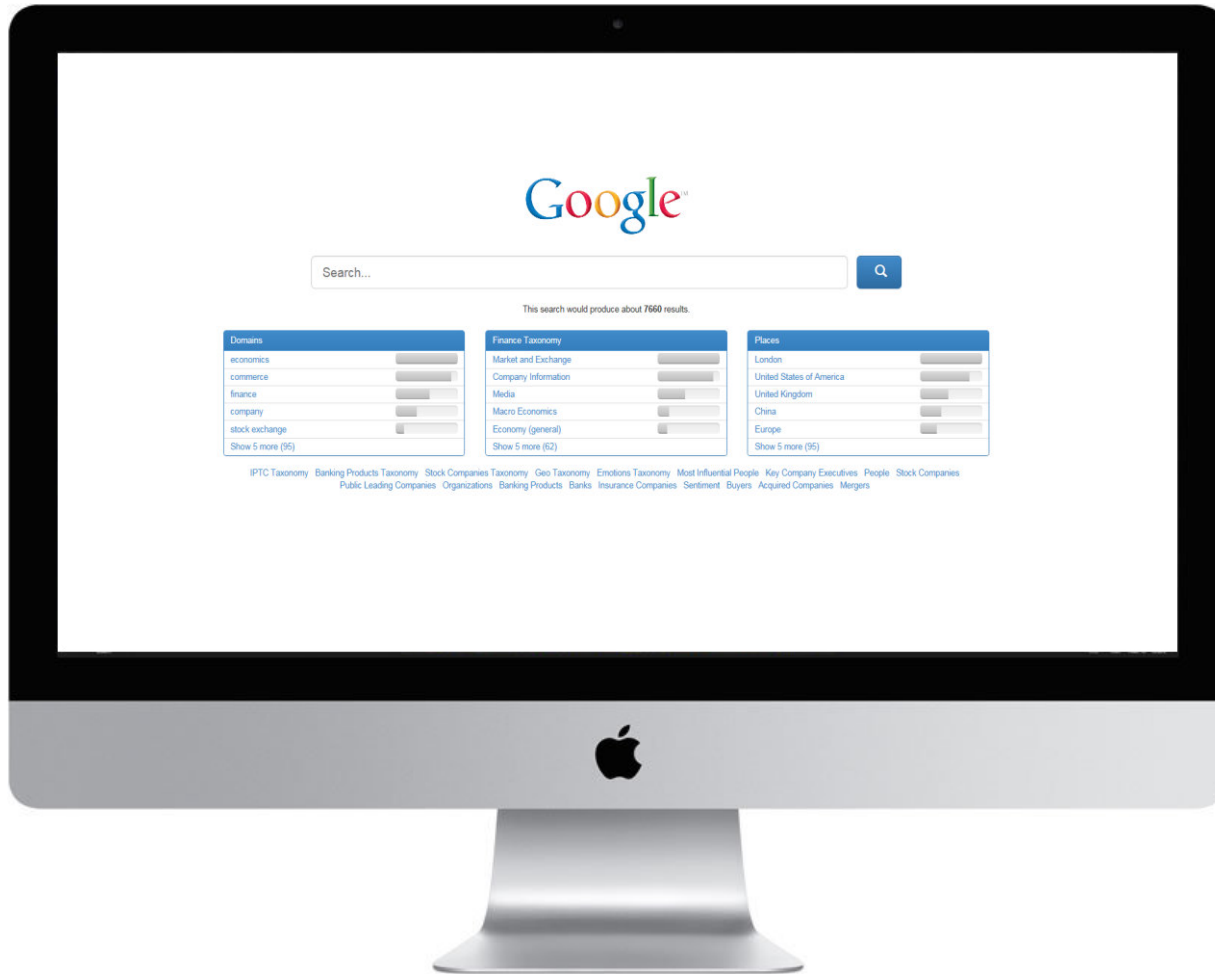 Google™
Search...
This search would produce about 7660 results.
Domains
economics
commerce
finance
company
stock exchange
Show 5 more (95)
Finance Taxonomy
Market and Exchange
Company Information
Media
Macro Economics
Economy (general)
Show 5 more (62)
Places
London
United States of America
United Kingdom
China
Europe
Show 5 more (95)
IPTC Taxonomy Banking Products Taxonomy Stock Companies Taxonomy Geo Taxonomy Emotions Taxonomy Most Influential People Key Company Executives People Stock Companies
Public Leading Companies Organizations Banking Products Banks Insurance Companies Sentiment Buyers Acquired Companies Mergers